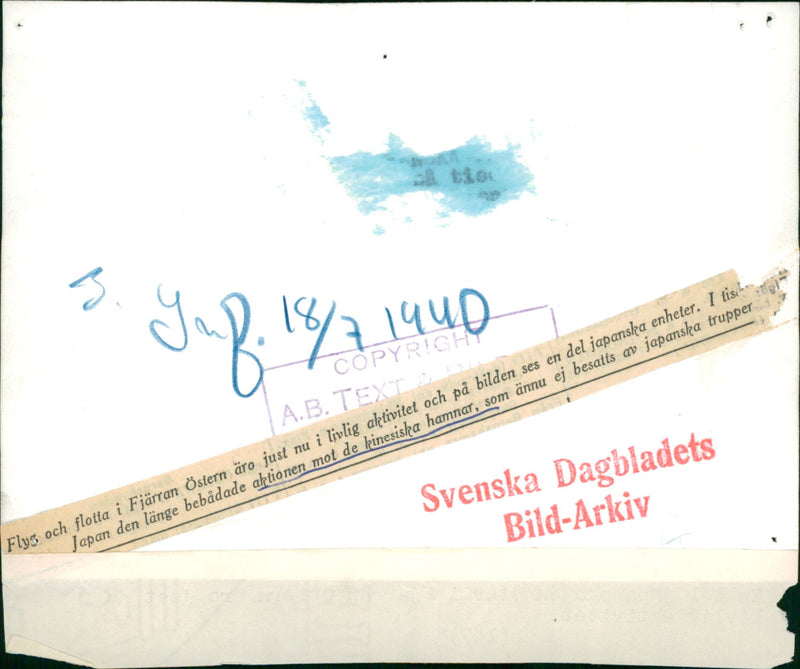 18/7 1940
COPYRIGHT
A.B. TEXT &
Flyg och flotta i Fjärran Östern äro just nu i livlig aktivitet och på bilden ses en del japanska enheter. I
Japan den länge bebådade aktionen mot de kinesiska hamnar, som ännu ej besatts av japanska trupper
Svenska Dagbladets
Bild-Arkiv